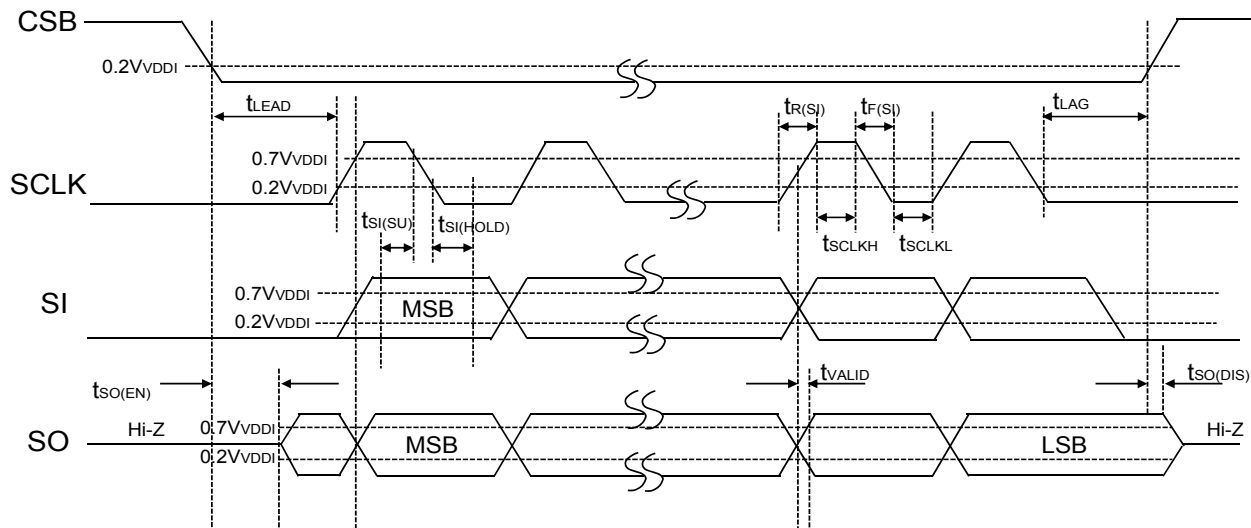 CSB
0.2VVDDI
tLEAD
tR(SI)
tF(SI)
tLAG
0.7VVDDI
SCLK
0.2VVDDI
tSI(SU)
tSI(HOLD)
tSCLKH
tSCLKL
0.7VVDDI
SI
MSB
0.2VVDDI
tSO(EN)
tVALID
tSO(DIS)
Hi-Z
0.7VVDDI
SO
MSB
LSB
Hi-Z
0.2VVDDI